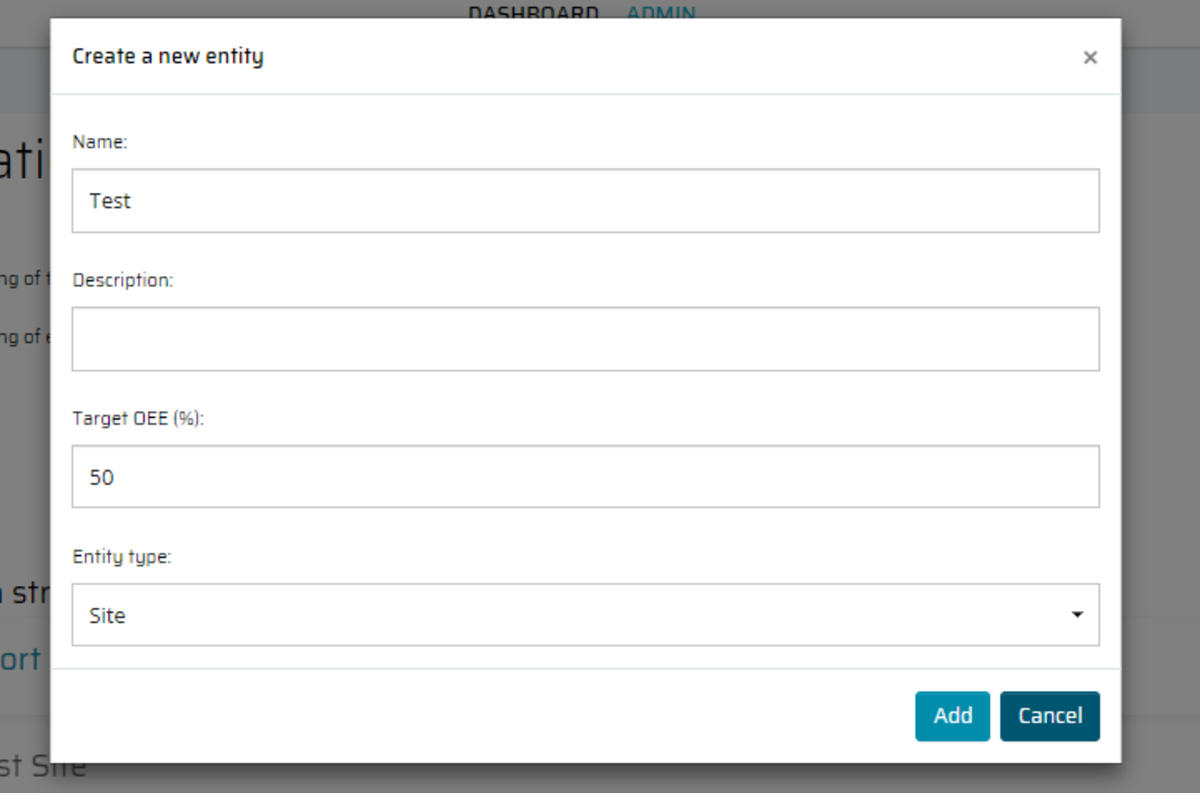 DASHBOARD ADMIN
Create a new entity ×
Name:
Test
ng of
Description:
ng of
Target OEE (%):
50
Entity type:
str
Site
ort
Add Cancel
st Site